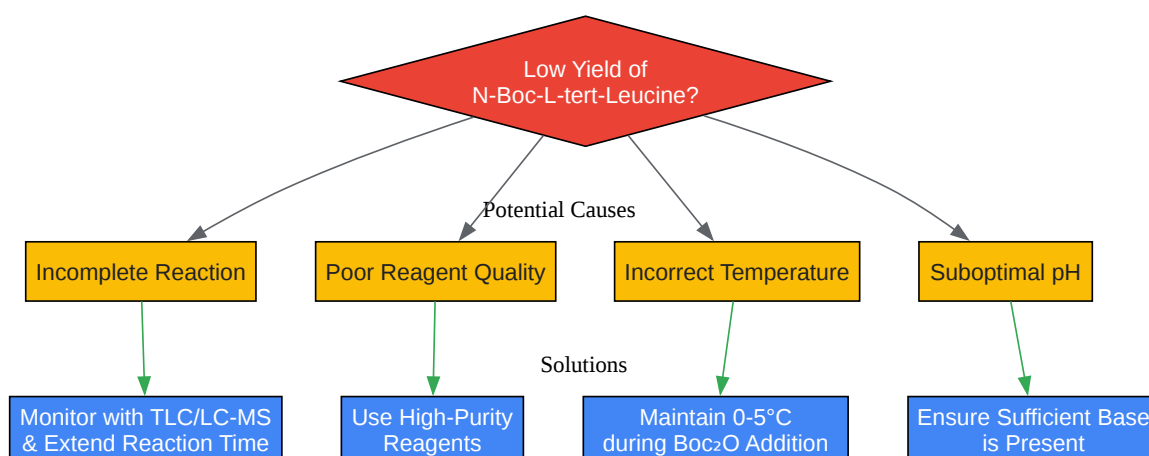 Low Yield of
N-Boc-L-tert-Leucine?
Potential Causes
Incomplete Reaction
Poor Reagent Quality
Incorrect Temperature
Suboptimal pH
Solutions
Monitor with TLC/LC-MS
& Extend Reaction Time
Use High-Purity
Reagents
Maintain 0-5°C
during Boc₂O Addition
Ensure Sufficient Base
is Present